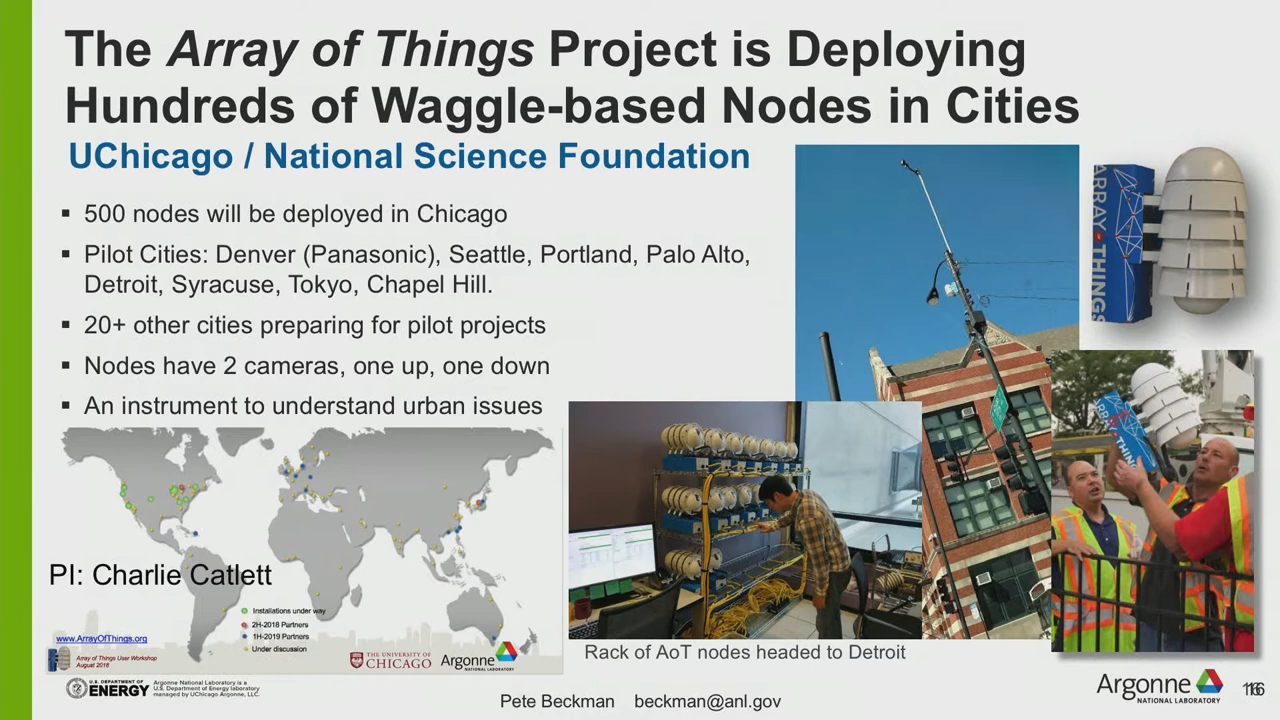 The Array of Things Project is Deploying
Hundreds of Waggle-based Nodes in Cities
UChicago / National Science Foundation
▪ 500 nodes will be deployed in Chicago
▪ Pilot Cities: Denver (Panasonic), Seattle, Portland, Palo Alto,
Detroit, Syracuse, Tokyo, Chapel Hill.
▪ 20+ other cities preparing for pilot projects
▪ Nodes have 2 cameras, one up, one down
▪ An instrument to understand urban issues
ARRAY OF THINGS
ARRAY OF THINGS
PI: Charlie Catlett
Installations under way
2H-2018 Partners
1H-2019 Partners
Under discussion
www.ArrayOfThings.org
Array of Things User Workshop
August 2018
THE UNIVERSITY OF
CHICAGO
Argonne
NATIONAL LABORATORY
Rack of AoT nodes headed to Detroit
U.S. DEPARTMENT OF
ENERGY
Argonne National Laboratory is a
U.S. Department of Energy laboratory
managed by UChicago Argonne, LLC.
Pete Beckman beckman@anl.gov
Argonne
NATIONAL LABORATORY